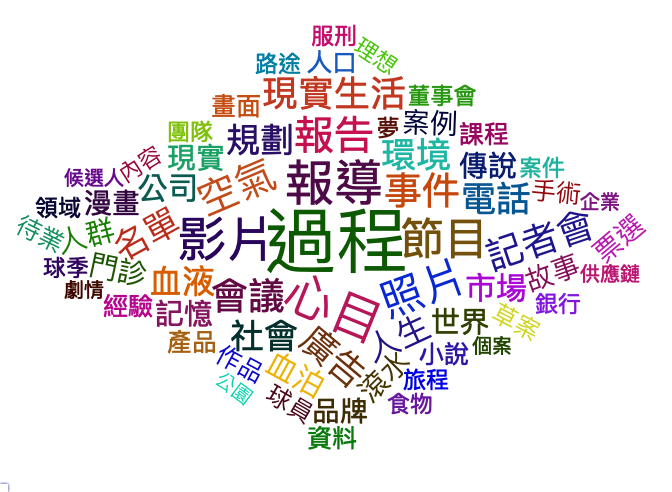 服刑
理想
路途
人口
現實生活
董事會
畫面
團隊
規劃
報告
夢
案例
課程
現實
環境
傳說
案件
候選人
內容
公司
空氣
報導
事件
電話
手術
企業
領域
漫畫
待業
人群
名單
影片
過程
節目
記者會
票選
球季
門診
劇情
血液
會議
心目
照片
市場
故事
供應鏈
經驗
記憶
銀行
產品
社會
廣告
人生
世界
草案
作品
血泊
滾水
小說
個案
公園
球員
品牌
旅程
食物
資料